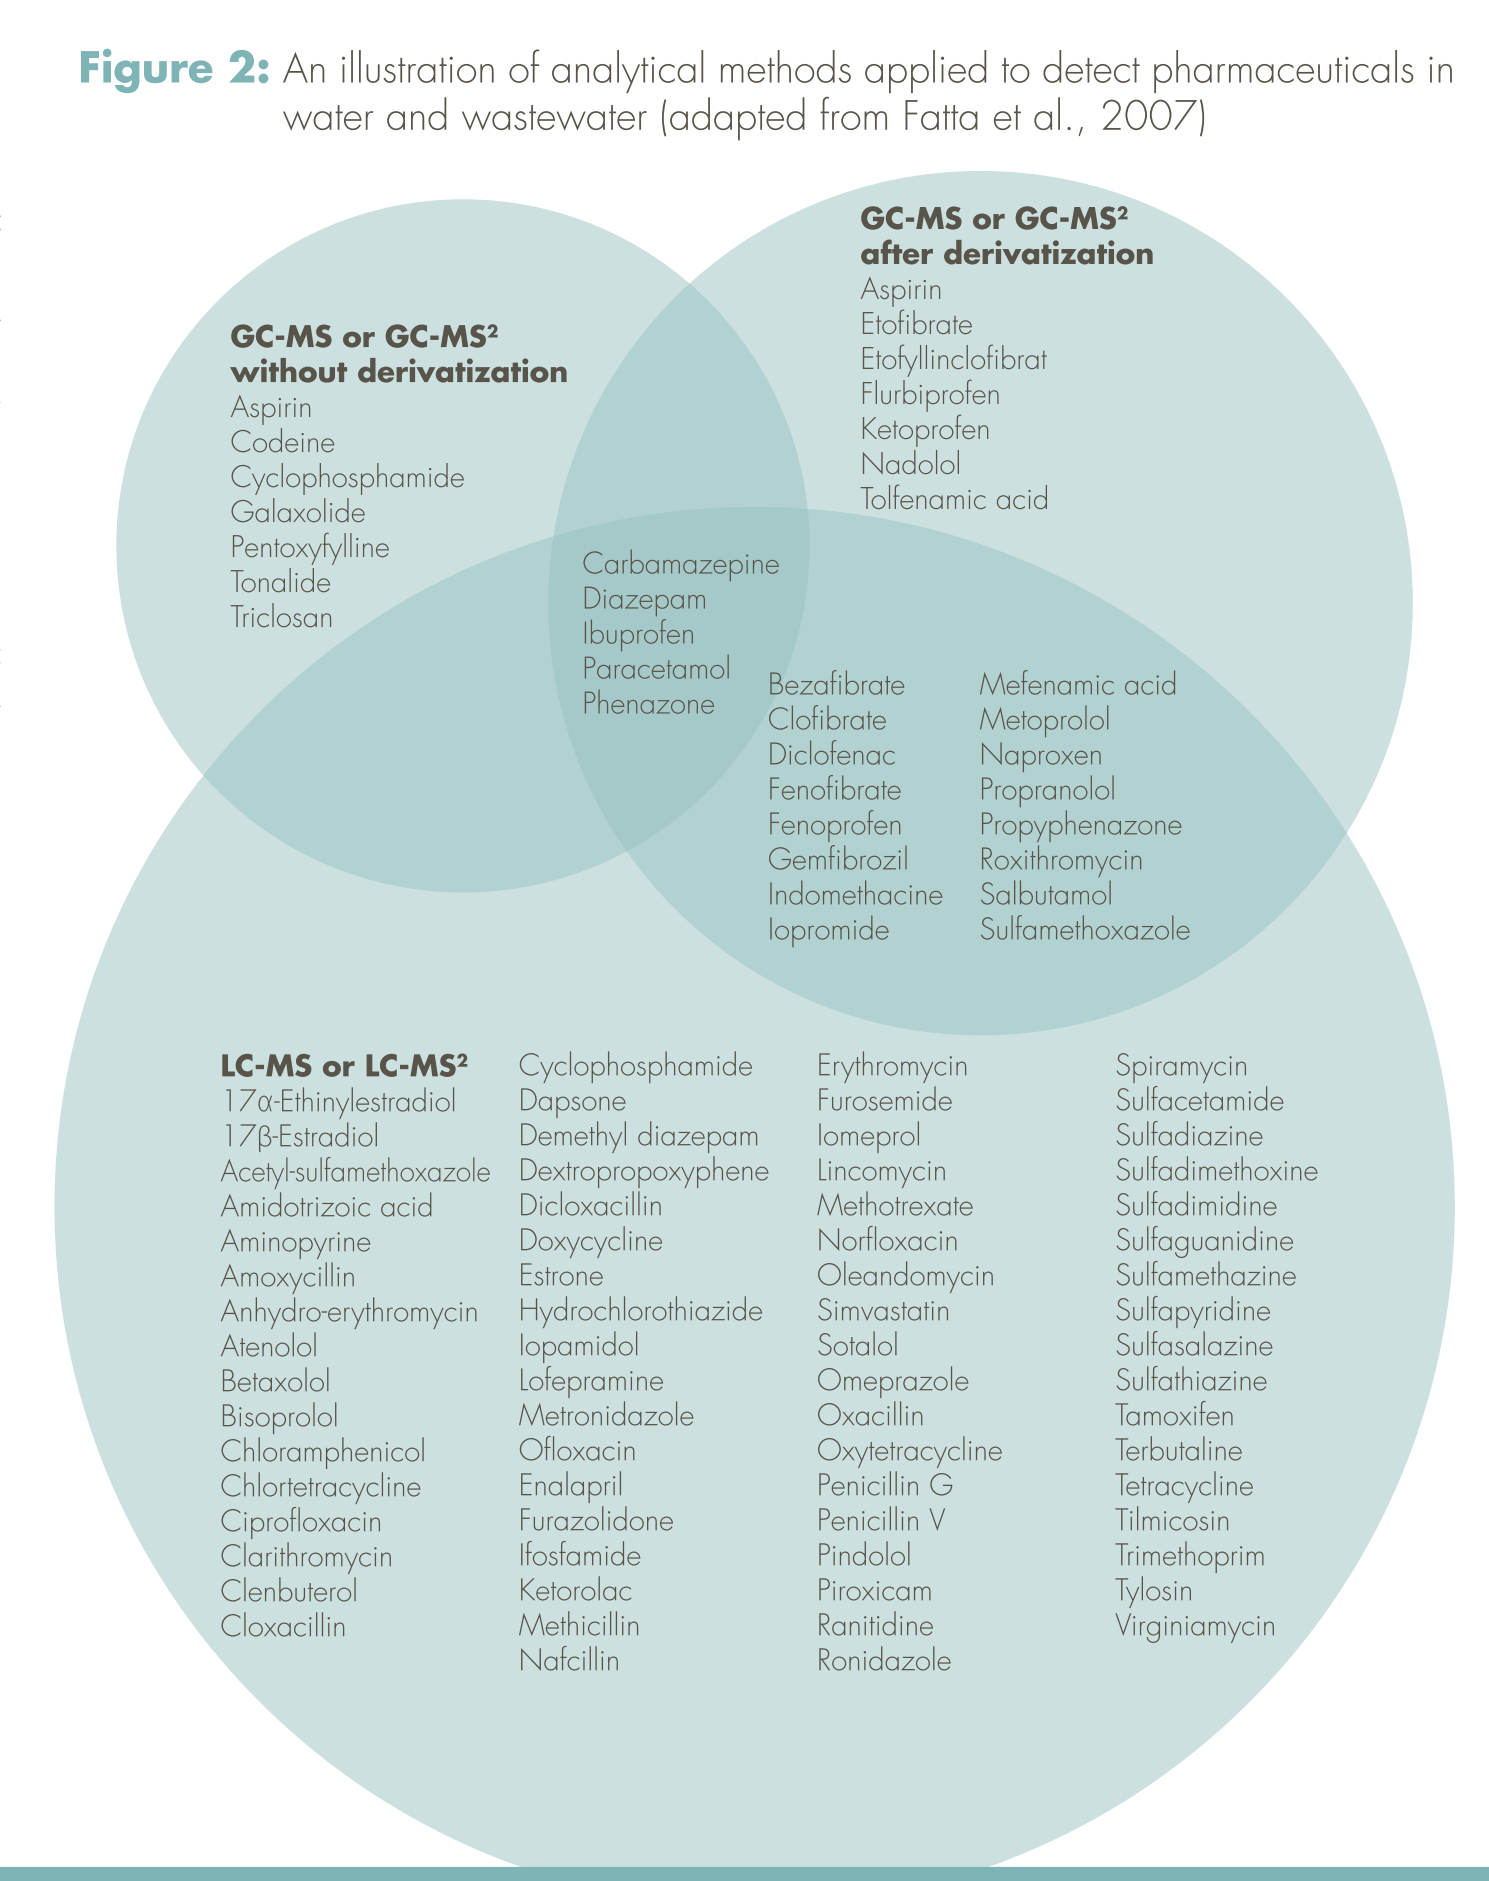 Figure 2: An illustration of analytical methods applied to detect pharmaceuticals in
water and wastewater (adapted from Fatta et al., 2007)
GC-MS or GC-MS²
without derivatization
Aspirin
Codeine
Cyclophosphamide
Galaxolide
Pentoxyfylline
Tonalide
Triclosan
GC-MS or GC-MS²
after derivatization
Aspirin
Etofibrate
Etofyllinclofibrat
Flurbiprofen
Ketoprofen
Nadolol
Tolfenamic acid
Carbamazepine
Diazepam
Ibuprofen
Paracetamol
Phenazone
Bezafibrate
Clofibrate
Diclofenac
Fenofibrate
Fenoprofen
Gemfibrozil
Indomethacine
Iopromide
Mefenamic acid
Metoprolol
Naproxen
Propranolol
Propyphenazone
Roxithromycin
Salbutamol
Sulfamethoxazole
LC-MS or LC-MS²
17α-Ethinylestradiol
17β-Estradiol
Acetyl-sulfamethoxazole
Amidotrizoic acid
Aminopyrine
Amoxycillin
Anhydro-erythromycin
Atenolol
Betaxolol
Bisoprolol
Chloramphenicol
Chlortetracycline
Ciprofloxacin
Clarithromycin
Clenbuterol
Cloxacillin
Cyclophosphamide
Dapsone
Demethyl diazepam
Dextropropoxyphene
Dicloxacillin
Doxycycline
Estrone
Hydrochlorothiazide
Iopamidol
Lofepramine
Metronidazole
Ofloxacin
Enalapril
Furazolidone
Ifosfamide
Ketorolac
Methicillin
Nafcillin
Erythromycin
Furosemide
Iomeprol
Lincomycin
Methotrexate
Norfloxacin
Oleandomycin
Simvastatin
Sotalol
Omeprazole
Oxacillin
Oxytetracycline
Penicillin G
Penicillin V
Pindolol
Piroxicam
Ranitidine
Ronidazole
Spiramycin
Sulfacetamide
Sulfadiazine
Sulfadimethoxine
Sulfadimidine
Sulfaguanidine
Sulfamethazine
Sulfapyridine
Sulfasalazine
Sulfathiazine
Tamoxifen
Terbutaline
Tetracycline
Tilmicosin
Trimethoprim
Tylosin
Virginiamycin